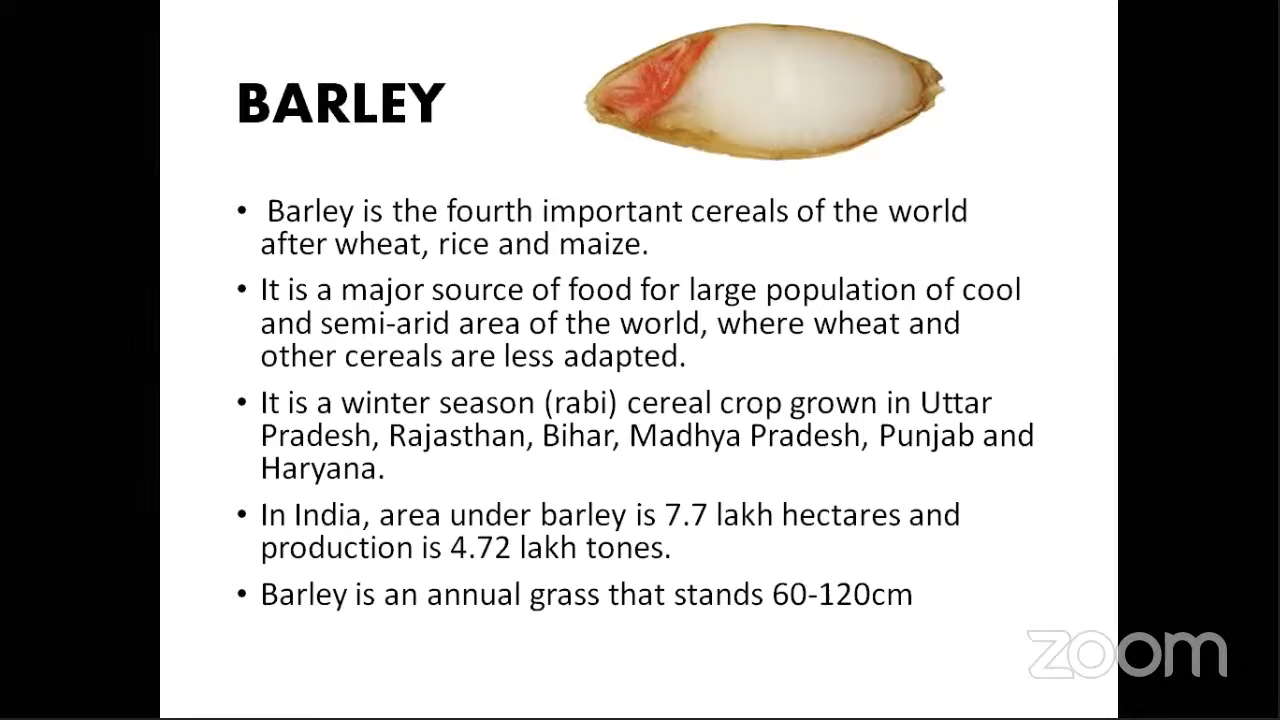 BARLEY
• Barley is the fourth important cereals of the world
after wheat, rice and maize.
• It is a major source of food for large population of cool
and semi-arid area of the world, where wheat and
other cereals are less adapted.
• It is a winter season (rabi) cereal crop grown in Uttar
Pradesh, Rajasthan, Bihar, Madhya Pradesh, Punjab and
Haryana.
• In India, area under barley is 7.7 lakh hectares and
production is 4.72 lakh tones.
• Barley is an annual grass that stands 60-120cm
zoom